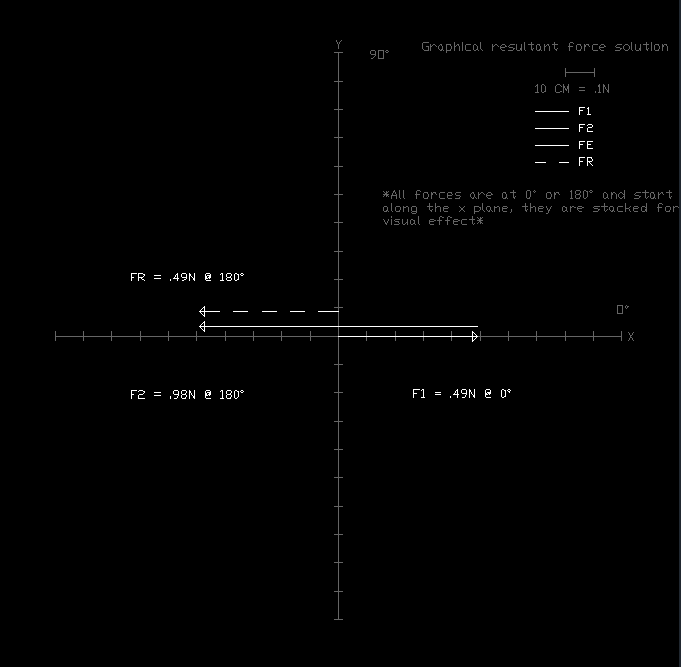 Y
90°
Graphical resultant force solution
10 CM = .1N
F1
F2
FE
FR
*All forces are at 0° or 180° and start
along the x plane, they are stacked for
visual effect*
FR = .49N @ 180°
0°
X
F2 = .98N @ 180°
F1 = .49N @ 0°